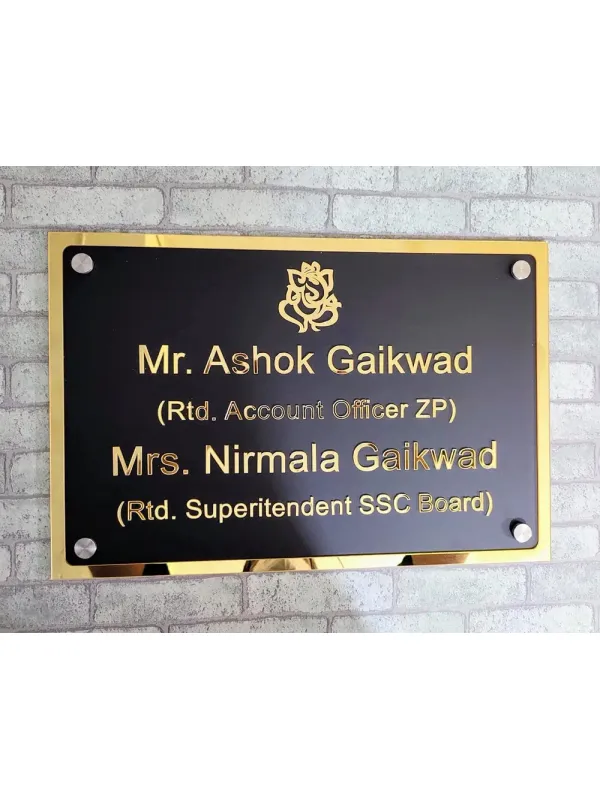 Mr. Ashok Gaikwad
(Rtd. Account Officer ZP)
Mrs. Nirmala Gaikwad
(Rtd. Superitendent SSC Board)